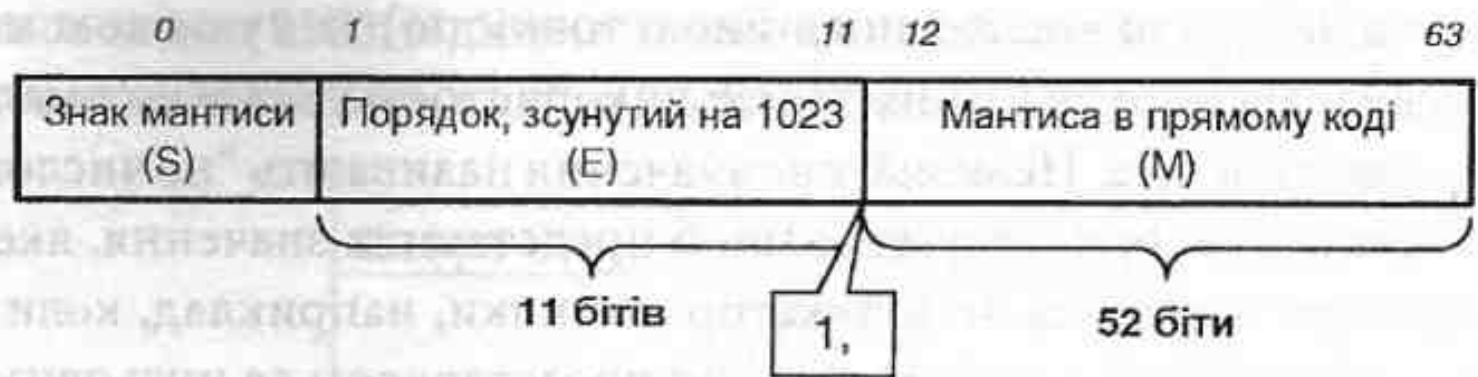 0 1 11 12 63
Знак мантиси Порядок, зсунутий на 1023 Мантиса в прямому коді
(S) (E) (M)
11 бітів 1, 52 біти